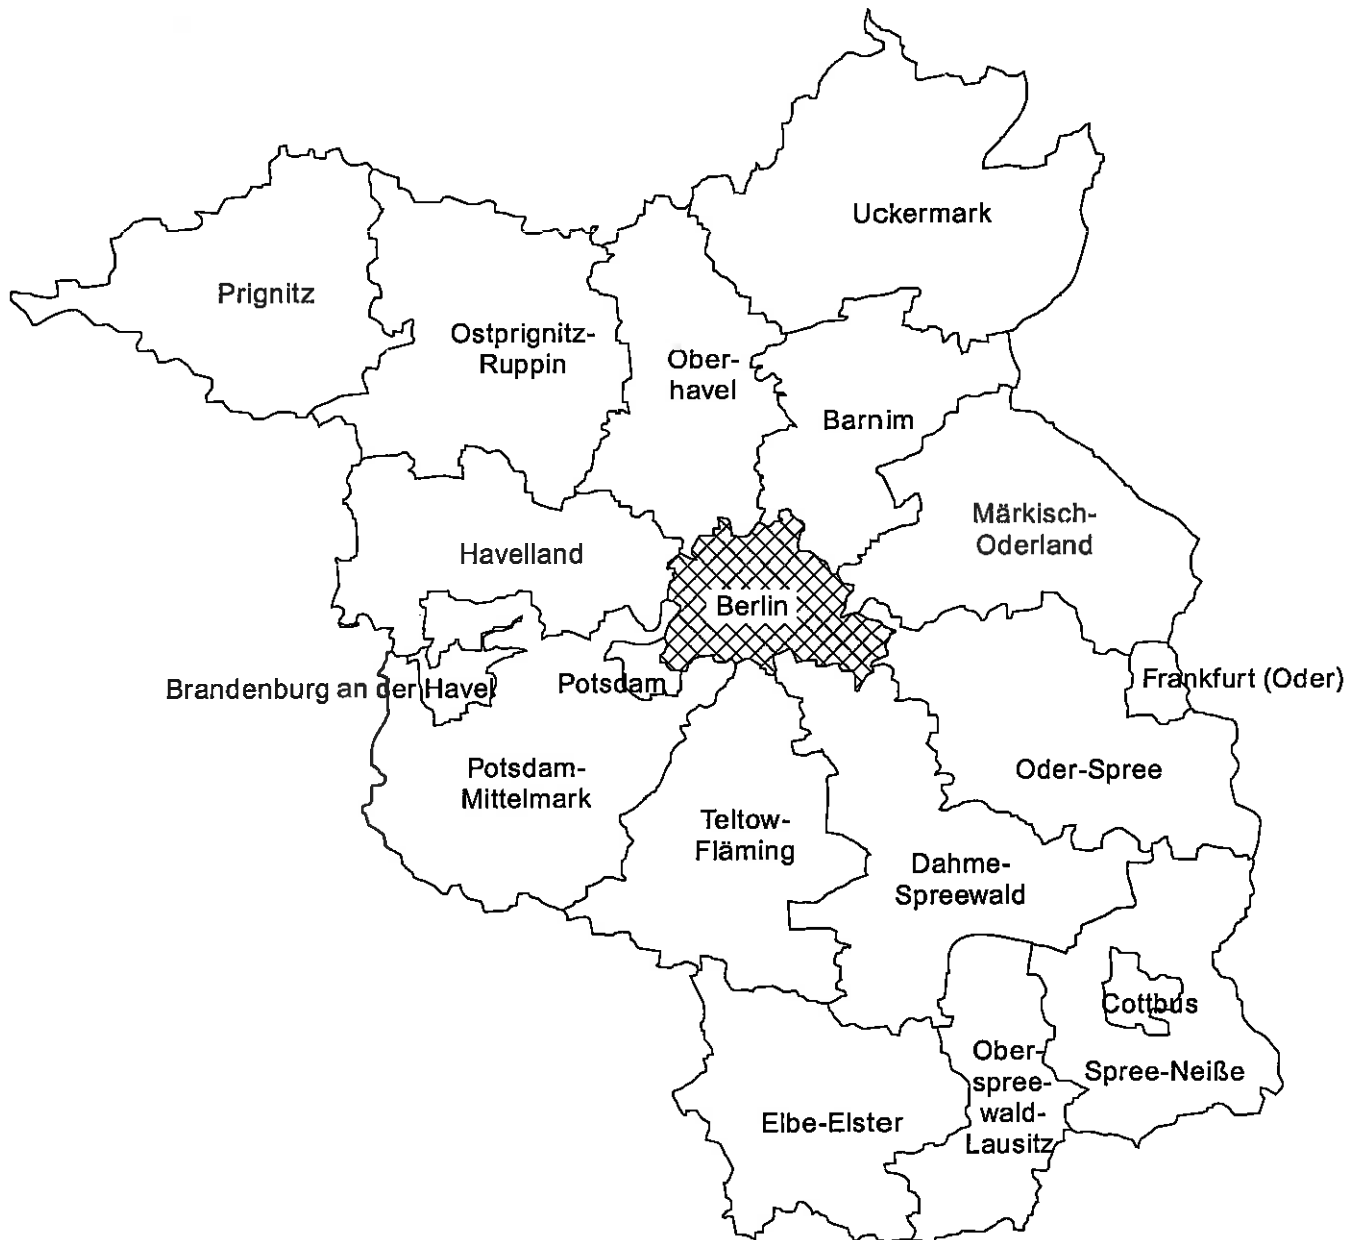 Uckermark
Prignitz
Ostprignitz-
Ruppin
Ober-
havel
Barnim
Märkisch-
Oderland
Havelland
Berlin
Brandenburg an der Havel
Potsdam
Frankfurt (Oder)
Potsdam-
Mittelmark
Oder-Spree
Teltow-
Fläming
Dahme-
Spreewald
Cottbus
Ober-
spree-
wald-
Lausitz
Spree-Neiße
Elbe-Elster